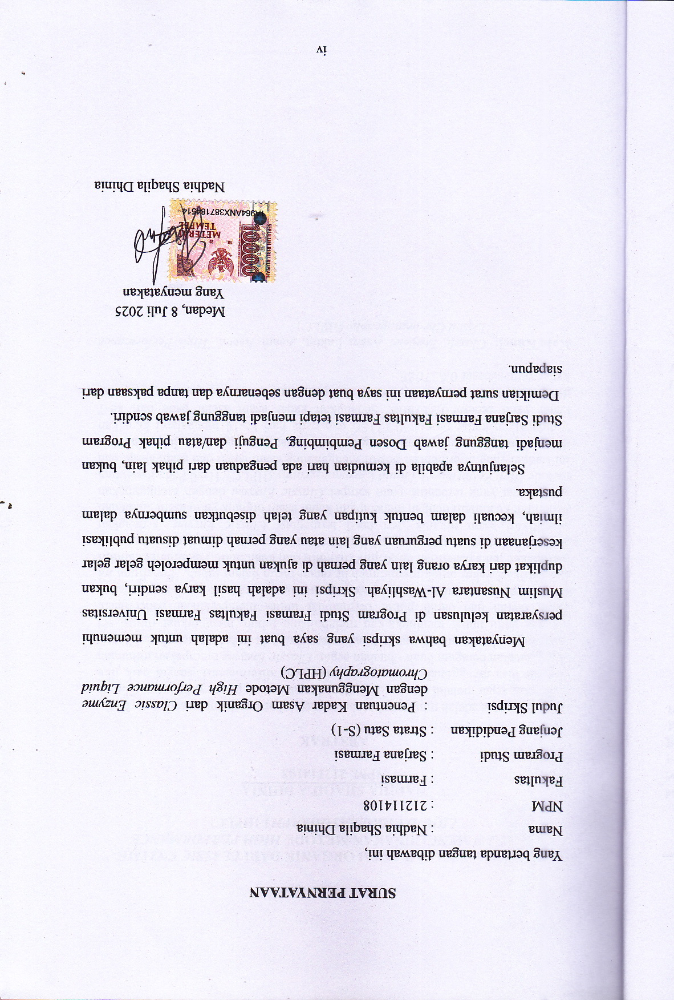 SURAT PERNYATAAN
Yang bertanda tangan dibawah ini,
Nama : Nadhia Shaqila Dhinia
NPM : 212114108
Fakultas : Farmasi
Program Studi : Sarjana Farmasi
Jenjang Pendidikan : Strata Satu (S-1)
Judul Skripsi : Penentuan Kadar Asam Organik dari Classic Enzyme
dengan Menggunakan Metode High Performance Liquid
Chromatography (HPLC)
Menyatakan bahwa skripsi yang saya buat ini adalah untuk memenuhi
persyaratan kelulusan di Program Studi Framasi Fakultas Farmasi Universitas
Muslim Nusantara Al-Washliyah. Skripsi ini adalah hasil karya sendiri, bukan
duplikat dari karya orang lain yang pernah di ajukan untuk memperoleh gelar gelar
keserjanaan di suatu perguruan yang lain atau yang pernah dimuat disuatu publikasi
ilmiah, kecuali dalam bentuk kutipan yang telah disebutkan sumbernya dalam
pustaka.
Selanjutnya apabila di kemudian hari ada pengaduan dari pihak lain, bukan
menjadi tanggung jawab Dosen Pembimbing, Penguji dan/atau pihak Program
Studi Sarjana Farmasi Fakultas Farmasi tetapi menjadi tanggung jawab sendiri.
Demikian surat pernyataan ini saya buat dengan sebenarnya dan tanpa paksaan dari
siapapun.
Medan, 8 Juli 2025
Yang menyatakan
SEPULUH RIBU RUPIAH
10000
TGL. 20
METERAI
TEMPEL
964ANX387184514
Nadhia Shaqila Dhinia
iv